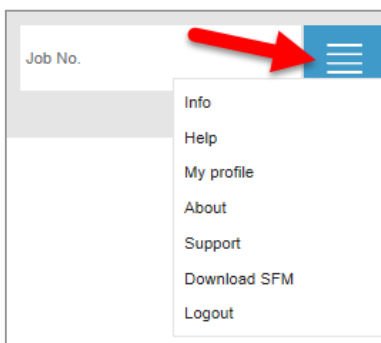 Job No.
Info
Help
My profile
About
Support
Download SFM
Logout